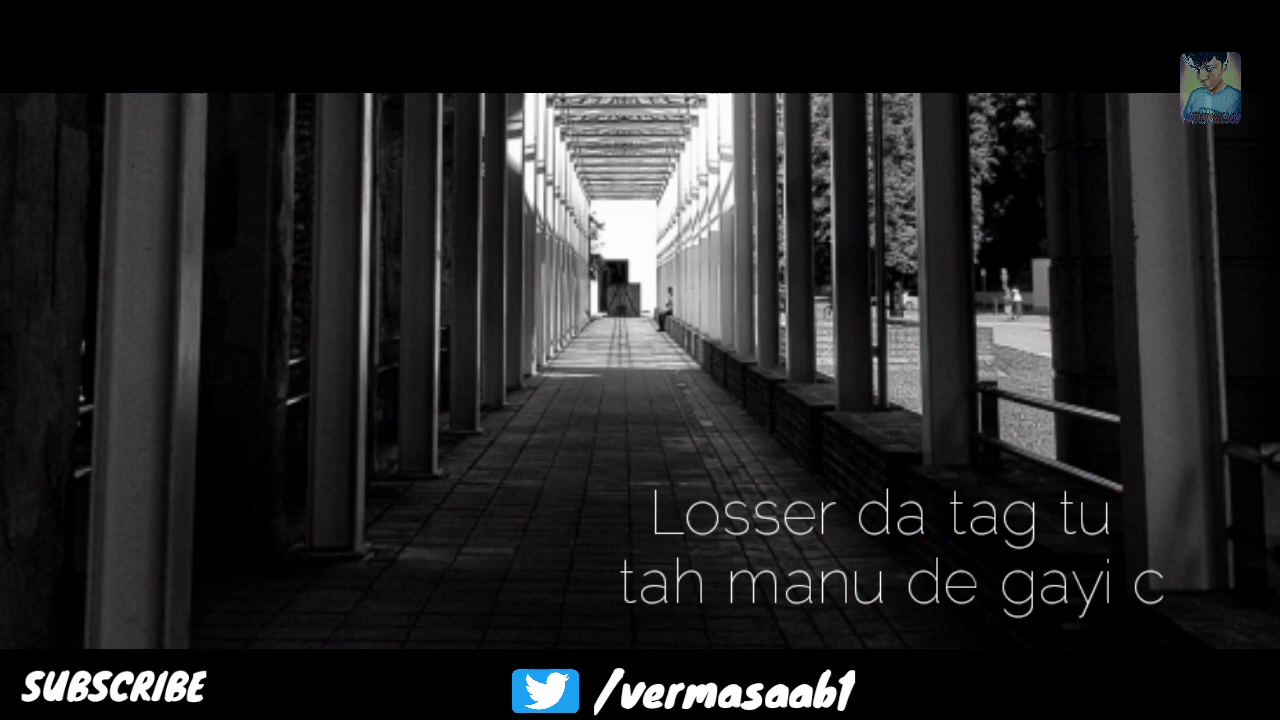 Losser da tag tu
tah manu de gayi c
SUBSCRIBE
/vermasaab1